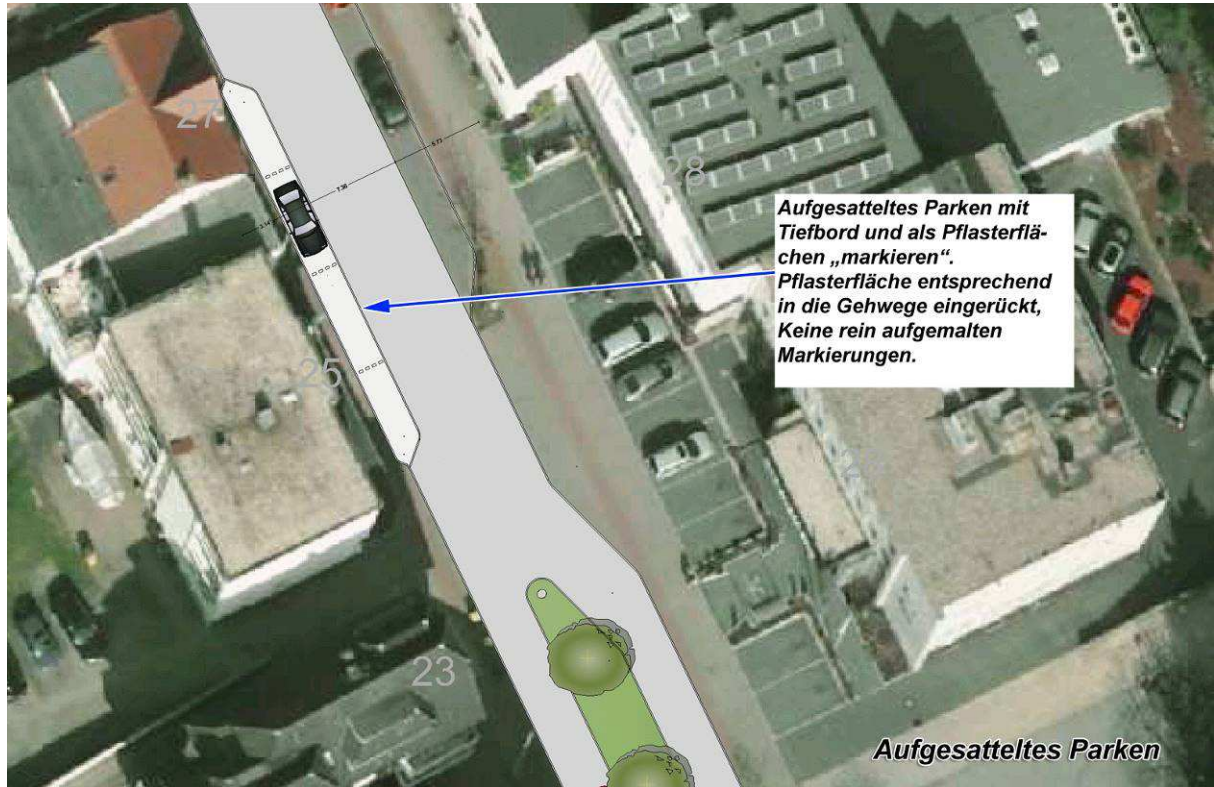 27
28
Aufgesatteltes Parken mit
Tiefbord und als Pflasterflä-
chen „markieren“.
Pflasterfläche entsprechend
in die Gehwege eingerückt,
Keine rein aufgemalten
Markierungen.
25
23
Aufgesatteltes Parken